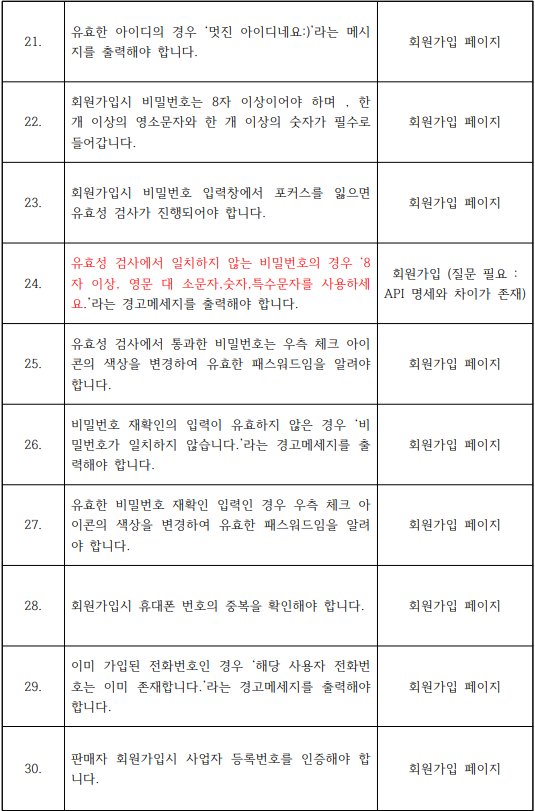 21.
유효한 아이디의 경우 ‘멋진 아이디네요:)’라는 메시
지를 출력해야 합니다.
회원가입 페이지
22.
회원가입시 비밀번호는 8자 이상이어야 하며 , 한
개 이상의 영소문자와 한 개 이상의 숫자가 필수로
들어갑니다.
회원가입 페이지
23.
회원가입시 비밀번호 입력창에서 포커스를 잃으면
유효성 검사가 진행되어야 합니다.
회원가입 페이지
24.
유효성 검사에서 일치하지 않는 비밀번호의 경우 ‘8
자 이상, 영문 대 소문자,숫자,특수문자를 사용하세
요.’라는 경고메세지를 출력해야 합니다.
회원가입 (질문 필요 :
API 명세와 차이가 존재)
25.
유효성 검사에서 통과한 비밀번호는 우측 체크 아이
콘의 색상을 변경하여 유효한 패스워드임을 알려야
합니다.
회원가입 페이지
26.
비밀번호 재확인의 입력이 유효하지 않은 경우 ‘비
밀번호가 일치하지 않습니다.’라는 경고메세지를 출
력해야 합니다.
회원가입 페이지
27.
유효한 비밀번호 재확인 입력인 경우 우측 체크 아
이콘의 색상을 변경하여 유효한 패스워드임을 알려
야 합니다.
회원가입 페이지
28.
회원가입시 휴대폰 번호의 중복을 확인해야 합니다.
회원가입 페이지
29.
이미 가입된 전화번호인 경우 ‘해당 사용자 전화번
호는 이미 존재합니다.’라는 경고메세지를 출력해야
합니다.
회원가입 페이지
30.
판매자 회원가입시 사업자 등록번호를 인증해야 합
니다.
회원가입 페이지